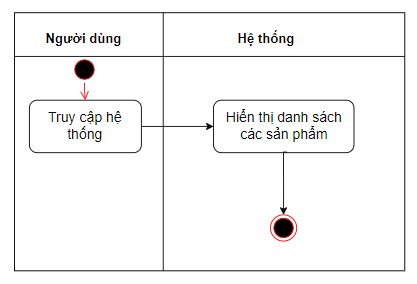 Người dùng
Hệ thống
Truy cập hệ
thống
Hiển thị danh sách
các sản phẩm